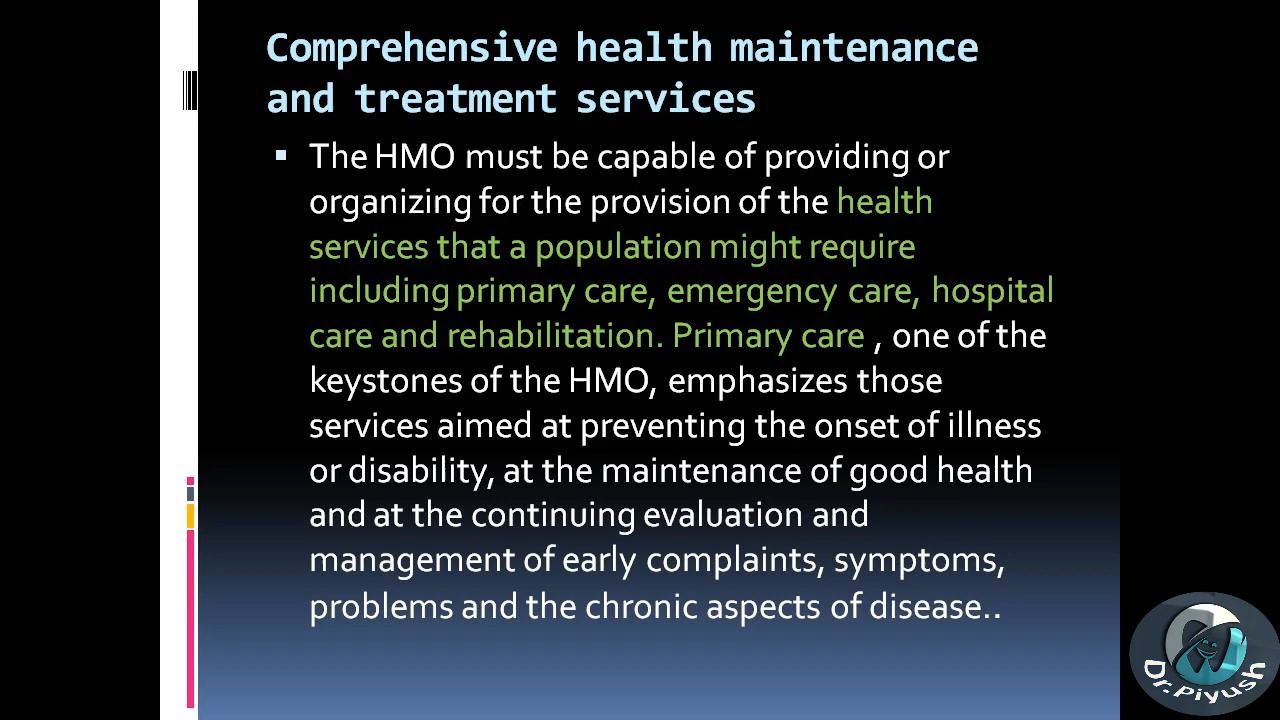 Comprehensive health maintenance
and treatment services
▪ The HMO must be capable of providing or
organizing for the provision of the health
services that a population might require
including primary care, emergency care, hospital
care and rehabilitation. Primary care , one of the
keystones of the HMO, emphasizes those
services aimed at preventing the onset of illness
or disability, at the maintenance of good health
and at the continuing evaluation and
management of early complaints, symptoms,
problems and the chronic aspects of disease..
Dr.Piyush